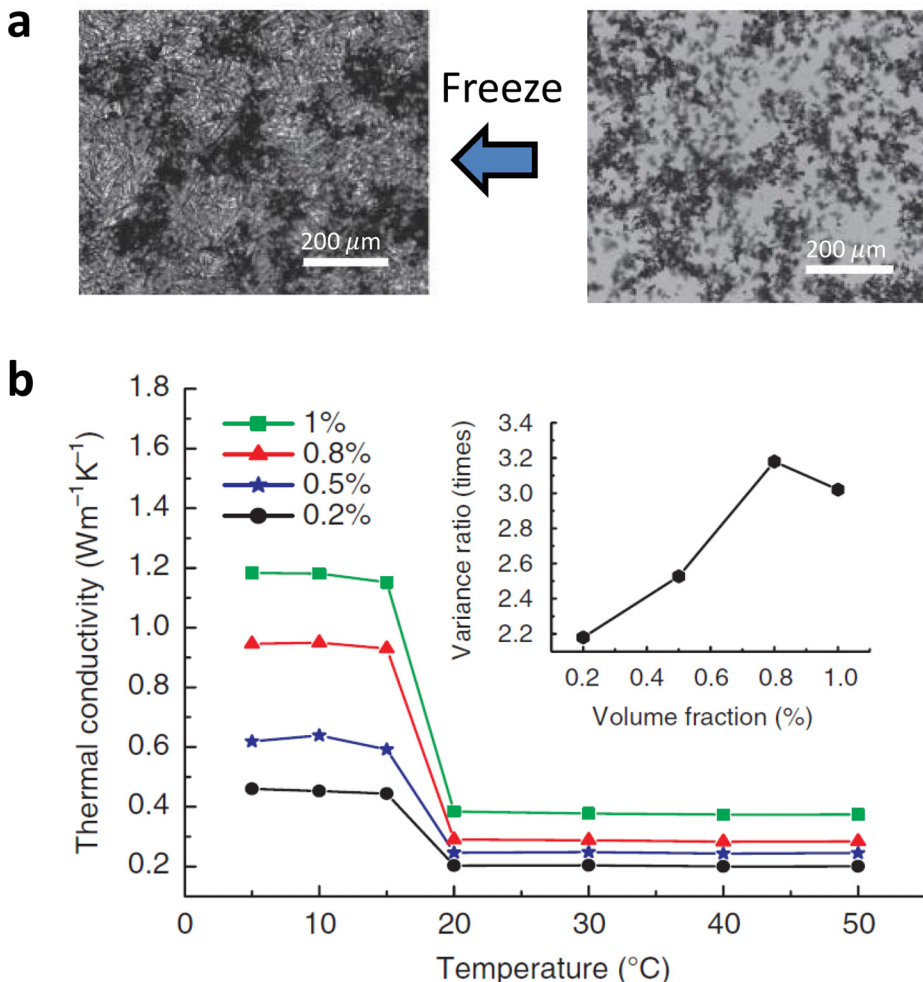 a
Freeze
200 μm
200 μm
b
Thermal conductivity (Wm⁻¹K⁻¹)
1.8
1.6
1.4
1.2
1.0
0.8
0.6
0.4
0.2
1%
0.8%
0.5%
0.2%
Variance ratio (times)
3.4
3.2
3.0
2.8
2.6
2.4
2.2
0.2 0.4 0.6 0.8 1.0
Volume fraction (%)
0 10 20 30 40 50
Temperature (°C)